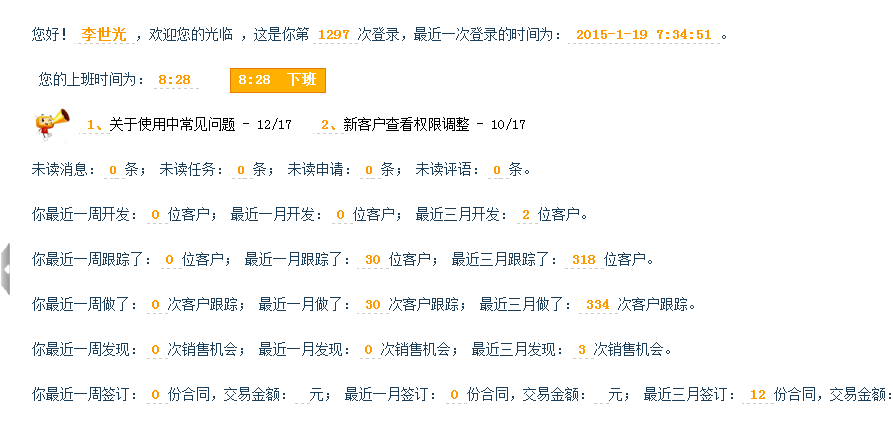 您好! 李世光 ，欢迎您的光临 ，这是你第 1297 次登录，最近一次登录的时间为： 2015-1-19 7:34:51 。
您的上班时间为： 8:28 8:28 下班
1、关于使用中常见问题 - 12/17 2、新客户查看权限调整 - 10/17
未读消息： 0 条； 未读任务： 0 条； 未读申请： 0 条； 未读评语： 0 条。
你最近一周开发： 0 位客户； 最近一月开发： 0 位客户； 最近三月开发： 2 位客户。
你最近一周跟踪了： 0 位客户； 最近一月跟踪了： 30 位客户； 最近三月跟踪了： 318 位客户。
你最近一周做了： 0 次客户跟踪； 最近一月做了： 30 次客户跟踪； 最近三月做了： 334 次客户跟踪。
你最近一周发现： 0 次销售机会； 最近一月发现： 0 次销售机会； 最近三月发现： 3 次销售机会。
你最近一周签订： 0 份合同，交易金额： 元； 最近一月签订： 0 份合同，交易金额： 元； 最近三月签订： 12 份合同，交易金额：